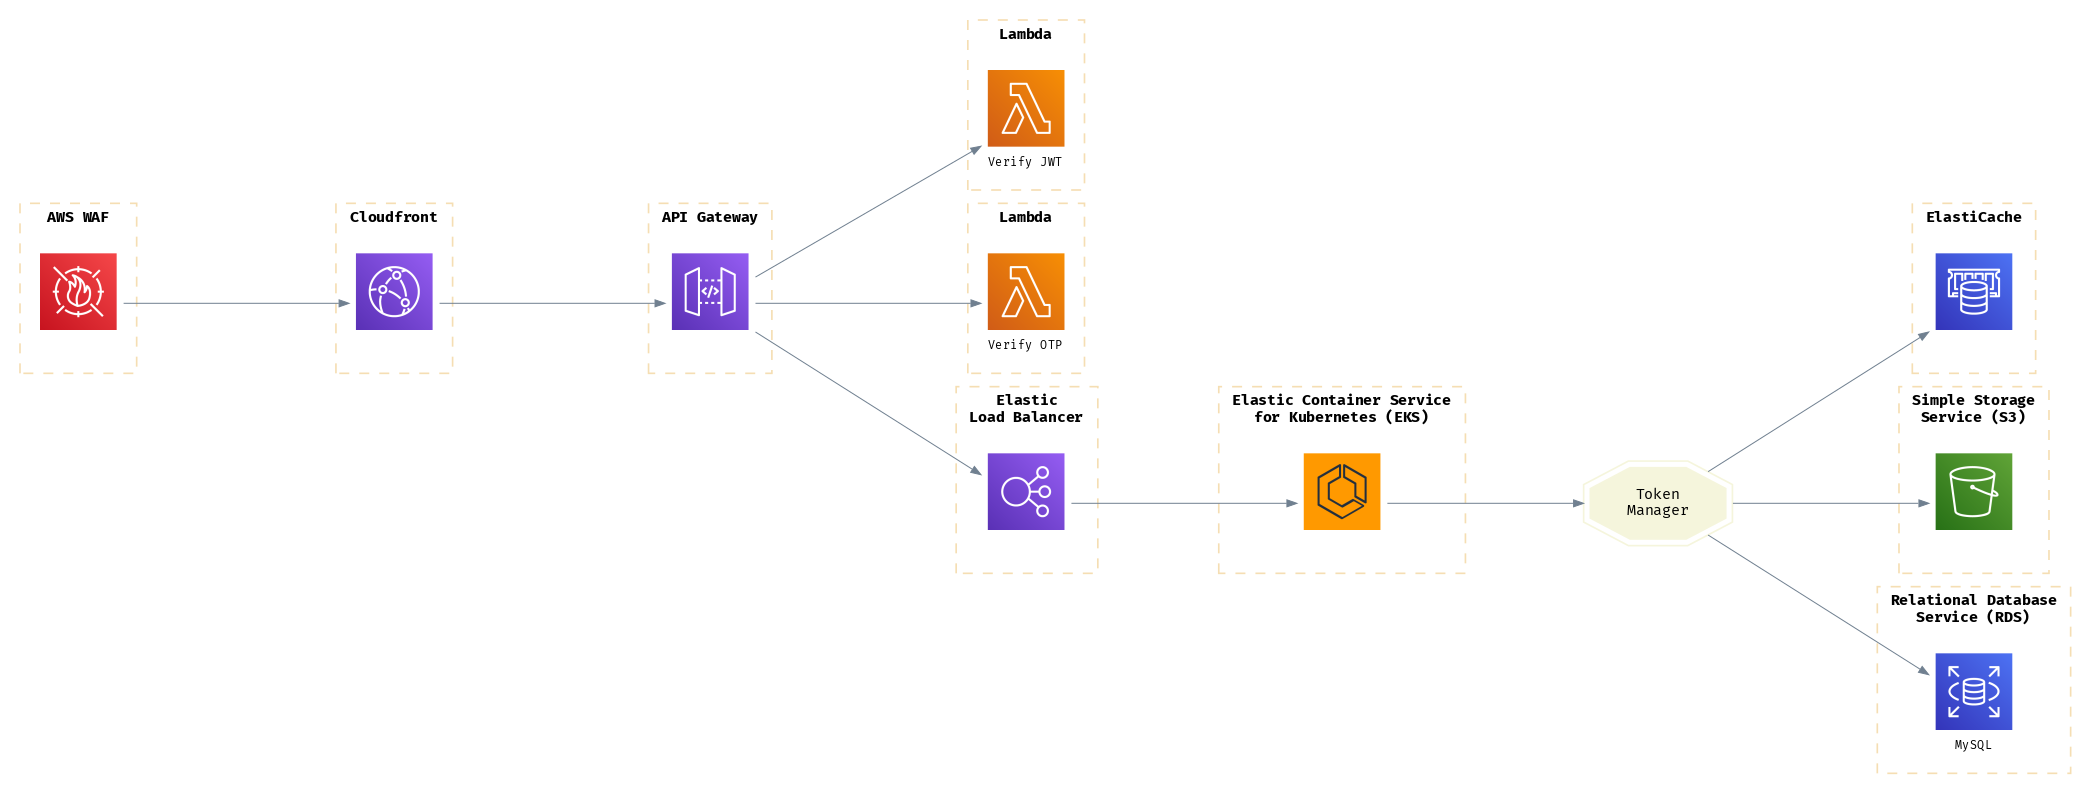 Lambda
Verify JWT
AWS WAF
Cloudfront
API Gateway
Lambda
Verify OTP
ElastiCache
Elastic
Load Balancer
Elastic Container Service
for Kubernetes (EKS)
Token
Manager
Simple Storage
Service (S3)
Relational Database
Service (RDS)
MySQL